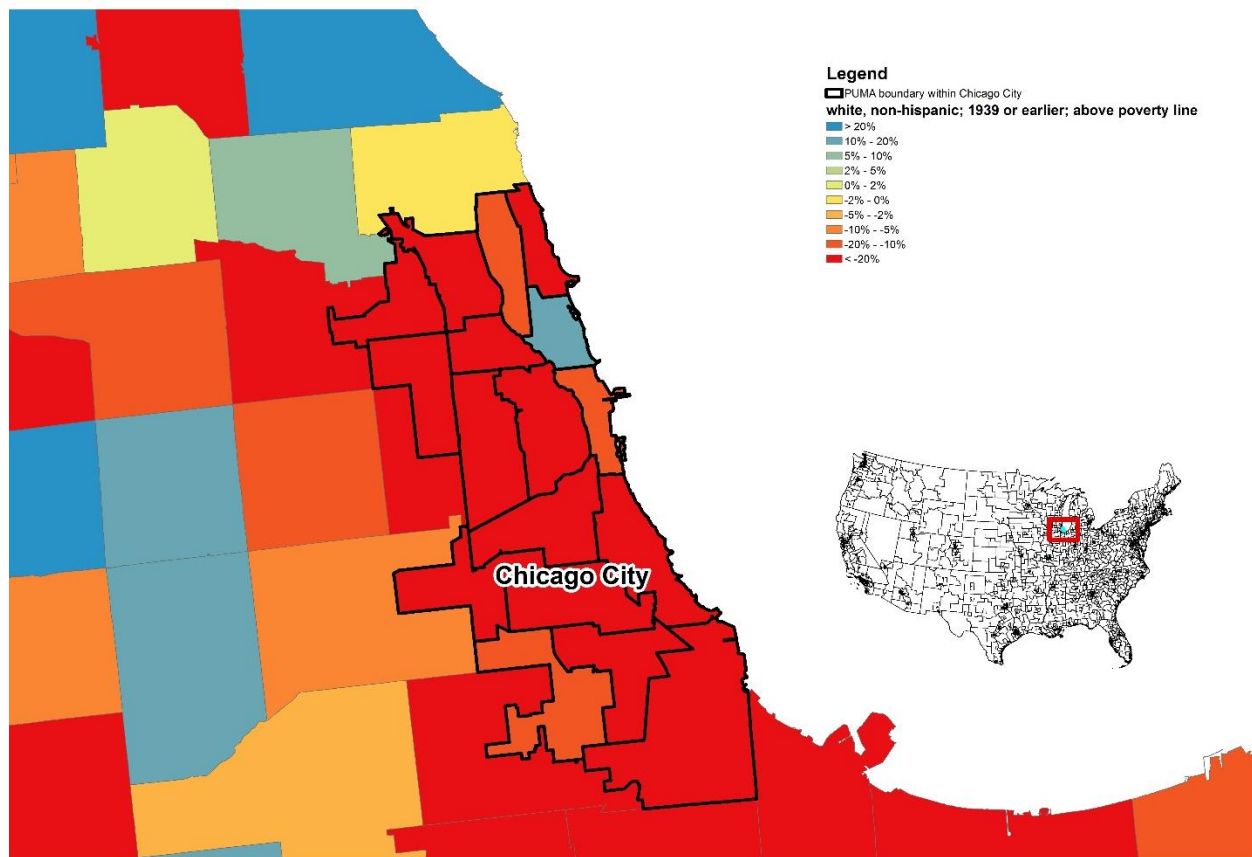 Legend
PUMA boundary within Chicago City
white, non-hispanic; 1939 or earlier; above poverty line
> 20%
10% - 20%
5% - 10%
2% - 5%
0% - 2%
-2% - 0%
-5% - -2%
-10% - -5%
-20% - -10%
< -20%
Chicago City